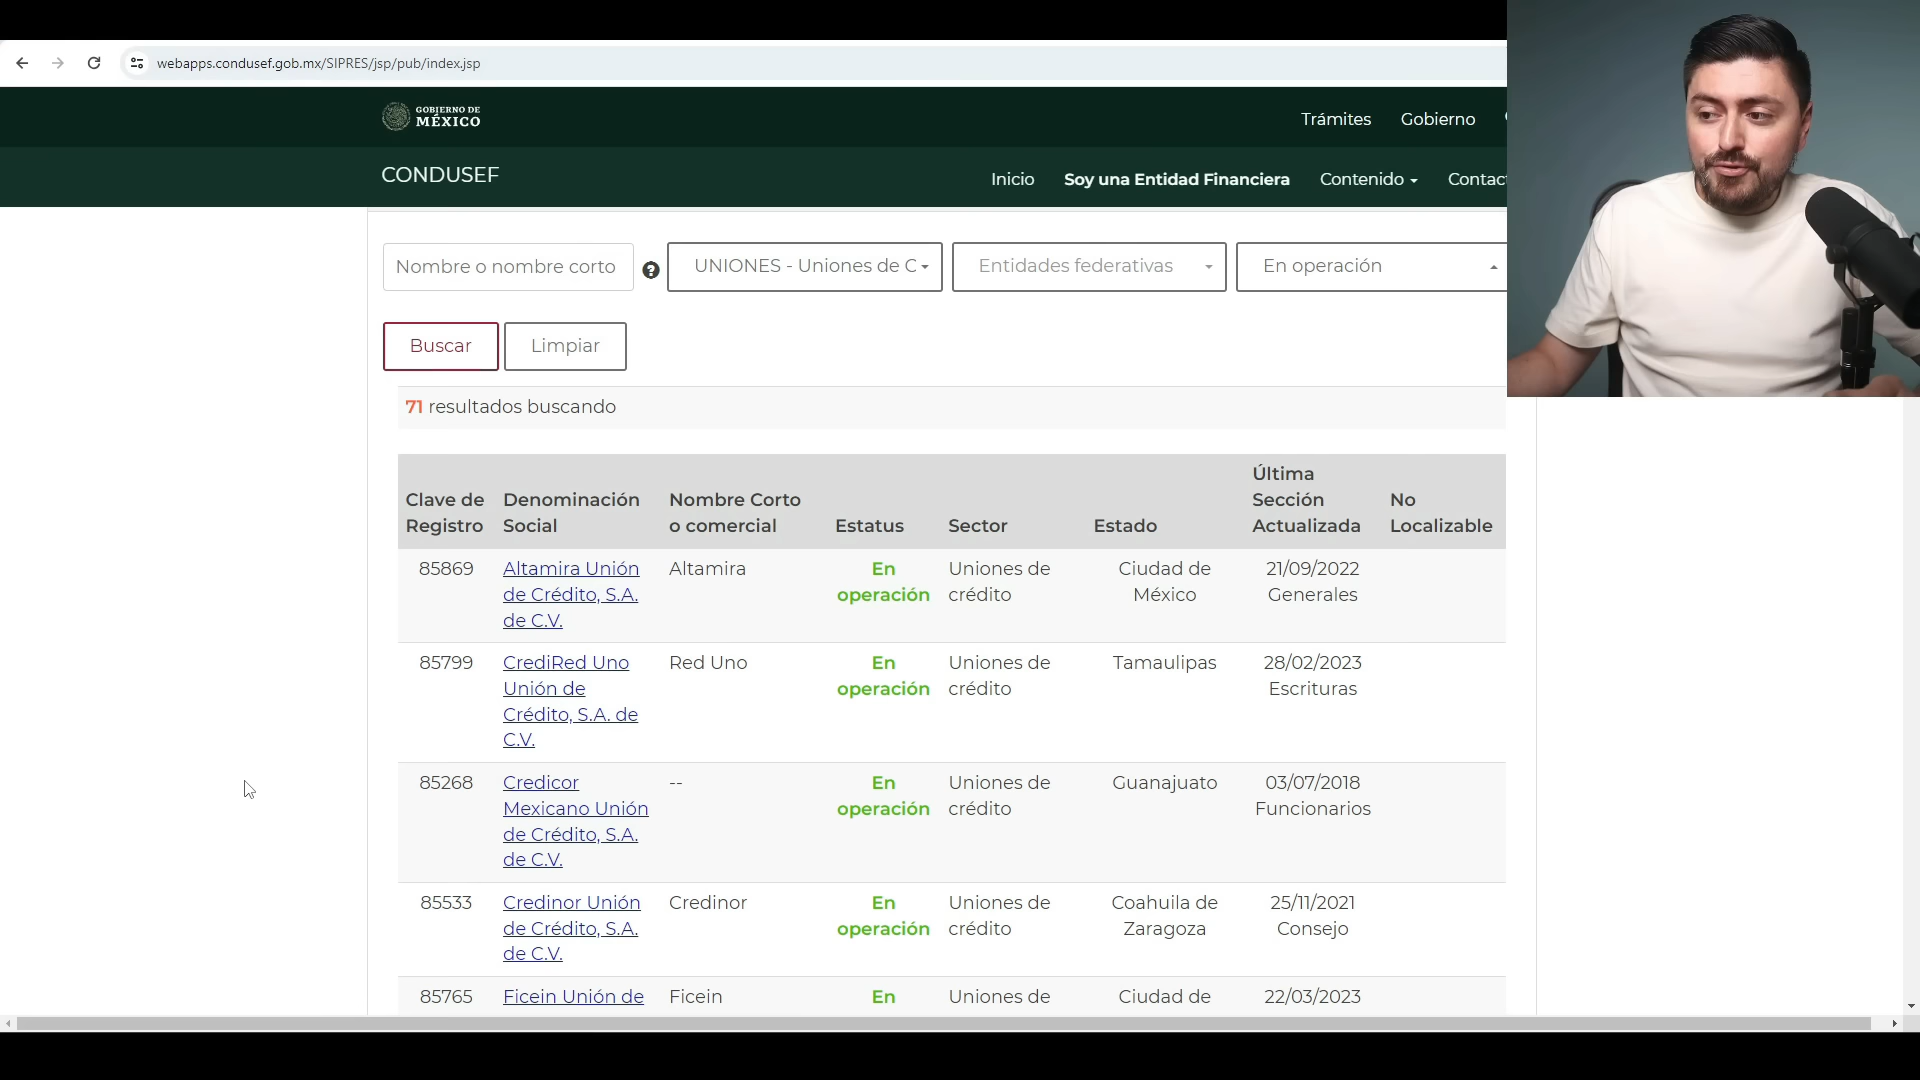 webapps.condusef.gob.mx/SIPRES/jsp/pub/index.jsp
GOBIERNO DE
MÉXICO
Trámites Gobierno
CONDUSEF
Inicio Soy una Entidad Financiera Contenido Contac
Nombre o nombre corto ? UNIONES - Uniones de C Entidades federativas En operación
Buscar Limpiar
71 resultados buscando
Clave de Registro Denominación Social Nombre Corto o comercial Estatus Sector Estado Última Sección Actualizada No Localizable
85869 Altamira Unión Altamira En Uniones de Ciudad de 21/09/2022
de Crédito, S.A. operación crédito México Generales
de C.V.
85799 CrediRed Uno Red Uno En Uniones de Tamaulipas 28/02/2023
Unión de operación crédito Escrituras
Crédito, S.A. de
C.V.
85268 Credicor -- En Uniones de Guanajuato 03/07/2018
Mexicano Unión operación crédito Funcionarios
de Crédito, S.A.
de C.V.
85533 Credinor Unión Credinor En Uniones de Coahuila de 25/11/2021
de Crédito, S.A. operación crédito Zaragoza Consejo
de C.V.
85765 Ficein Unión de Ficein En Uniones de Ciudad de 22/03/2023